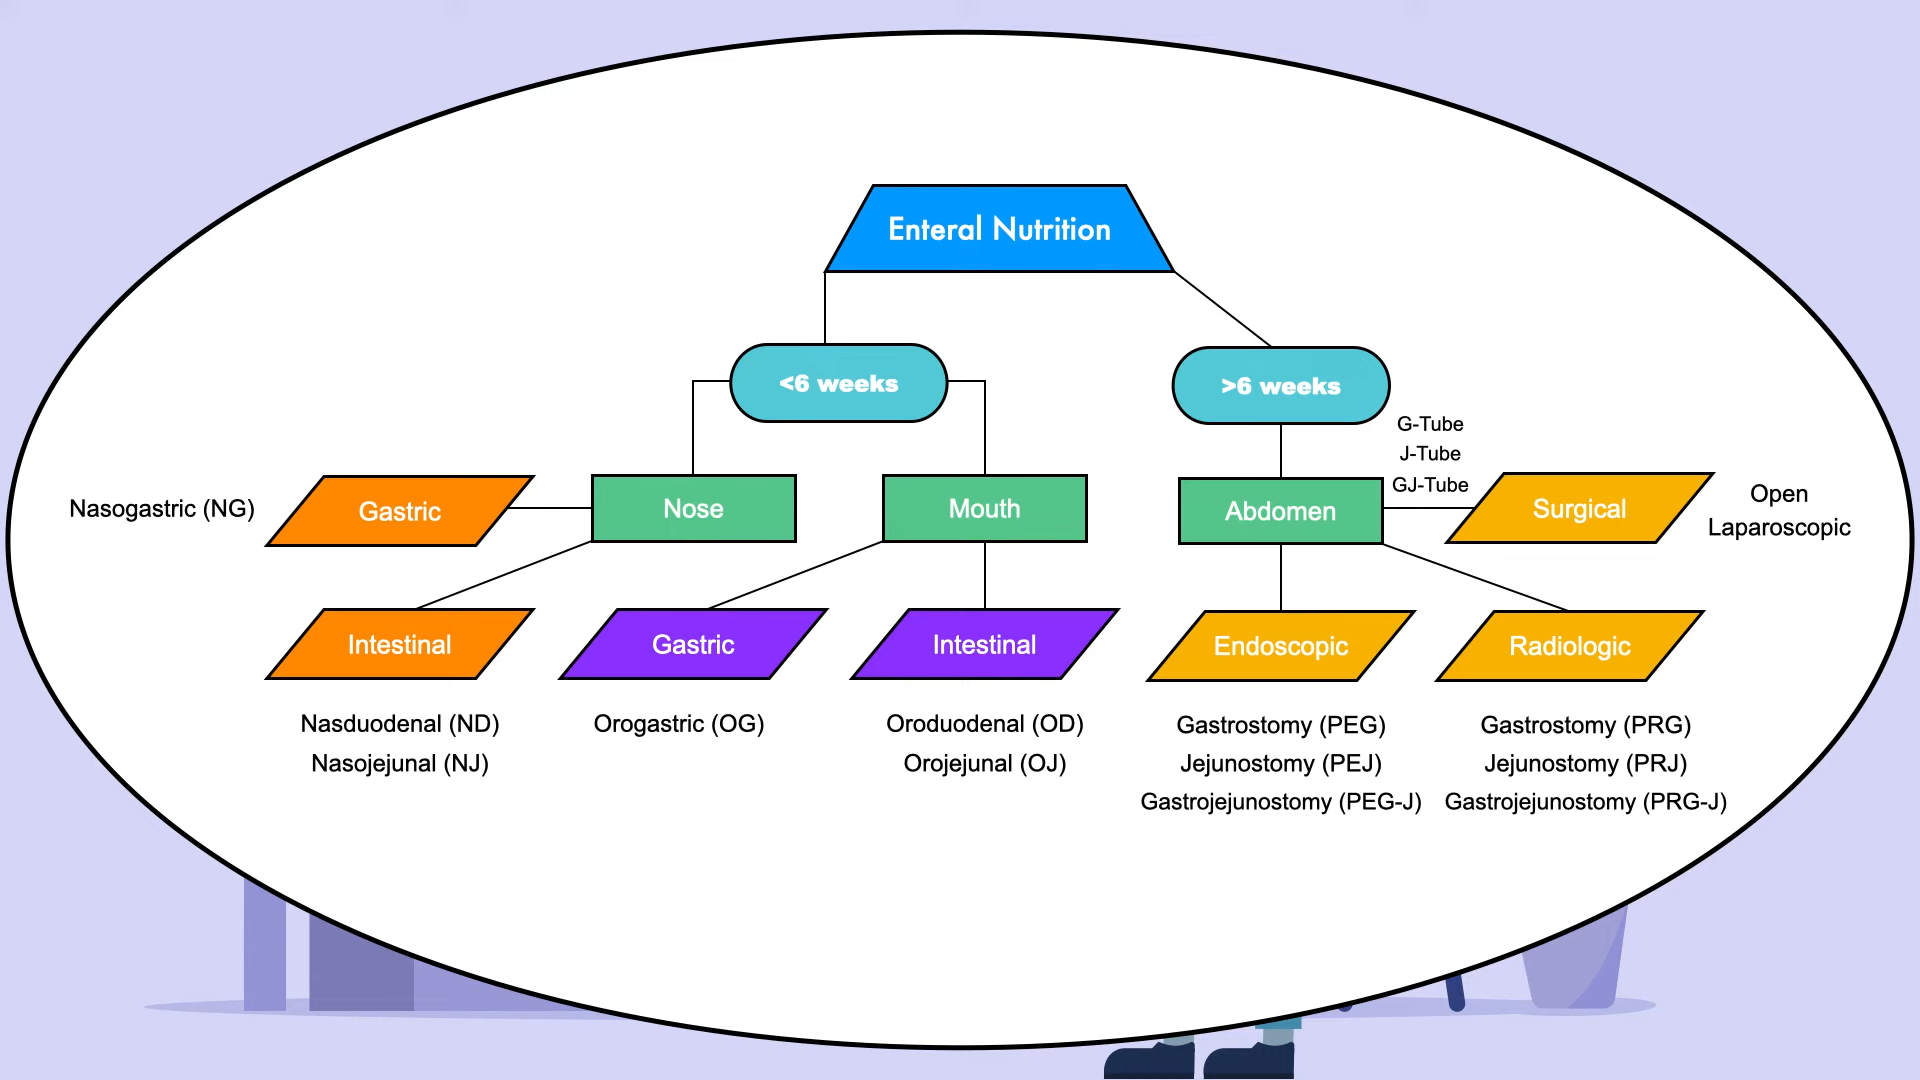 Enteral Nutrition
<6 weeks
>6 weeks
G-Tube
J-Tube
GJ-Tube
Nasogastric (NG)
Gastric
Nose
Mouth
Abdomen
Surgical
Open
Laparoscopic
Intestinal
Gastric
Intestinal
Endoscopic
Radiologic
Nasduodenal (ND)
Nasojejunal (NJ)
Orogastric (OG)
Oroduodenal (OD)
Orojejunal (OJ)
Gastrostomy (PEG)
Jejunostomy (PEJ)
Gastrojejunostomy (PEG-J)
Gastrostomy (PRG)
Jejunostomy (PRJ)
Gastrojejunostomy (PRG-J)